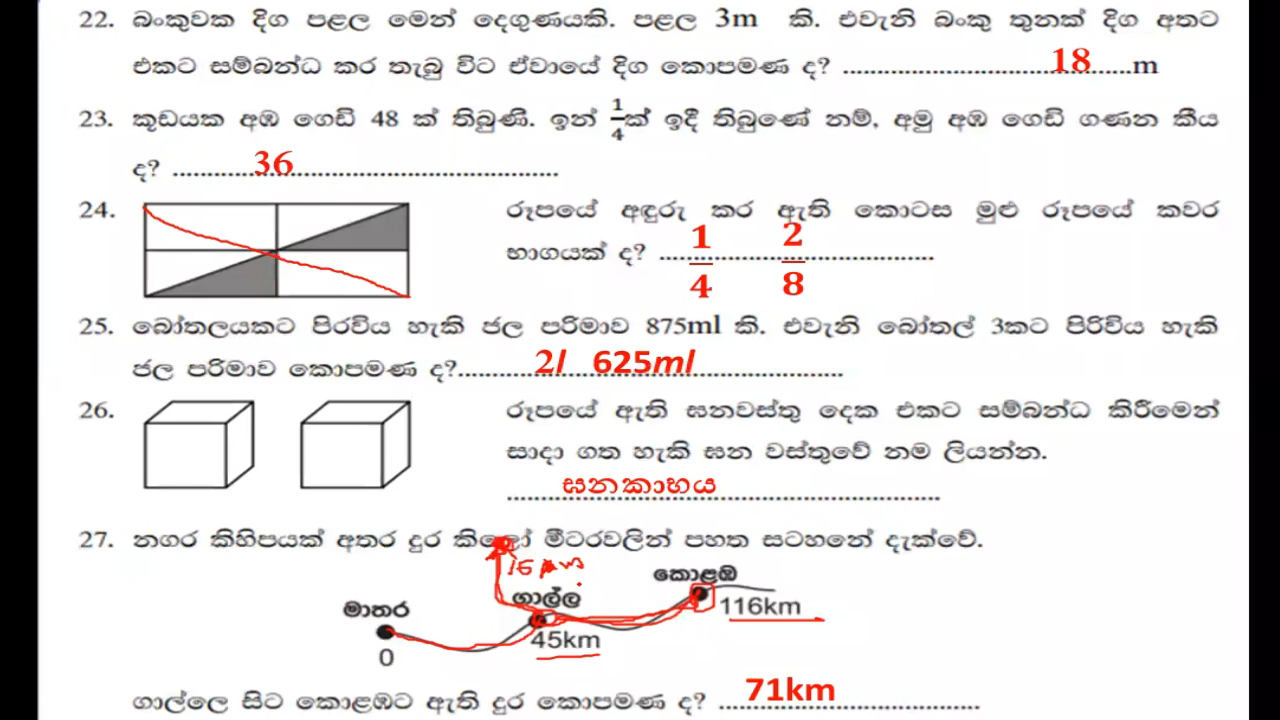 22. බංකුවක දිග පළල මෙන් දෙගුණයකි. පළල 3m කි. එවැනි බංකු තුනක් දිග අතට
එකට සම්බන්ධ කර තැබූ විට ඒවායේ දිග කොපමණ ද? ..........18..........m
23. කූඩයක අඹ ගෙඩි 48 ක් තිබුණි. ඉන් 1/4 ක් ඉදී තිබුණේ නම්, අමු අඹ ගෙඩි ගණන කීය
ද? ..........36..........
24. රූපයේ අඳුරු කර ඇති කොටස මුළු රූපයේ කවර
භාගයක් ද? .......... 1/4 2/8 ..........
25. බෝතලයකට පිරවිය හැකි ජල පරිමාව 875ml කි. එවැනි බෝතල් 3කට පිරිවිය හැකි
ජල පරිමාව කොපමණ ද?..........2l 625ml..........
26. රූපයේ ඇති ඝනවස්තු දෙක එකට සම්බන්ධ කිරීමෙන්
සාදා ගත හැකි ඝන වස්තුවේ නම ලියන්න.
..........ඝනකාභය..........
27. නගර කිහිපයක් අතර දුර කිලෝ මීටරවලින් පහත සටහනේ දැක්වේ.
කොළඹ
ගාල්ල
මාතර
116km
45km
0
ගාල්ලෙ සිට කොළඹට ඇති දුර කොපමණ ද? ..........71km..........